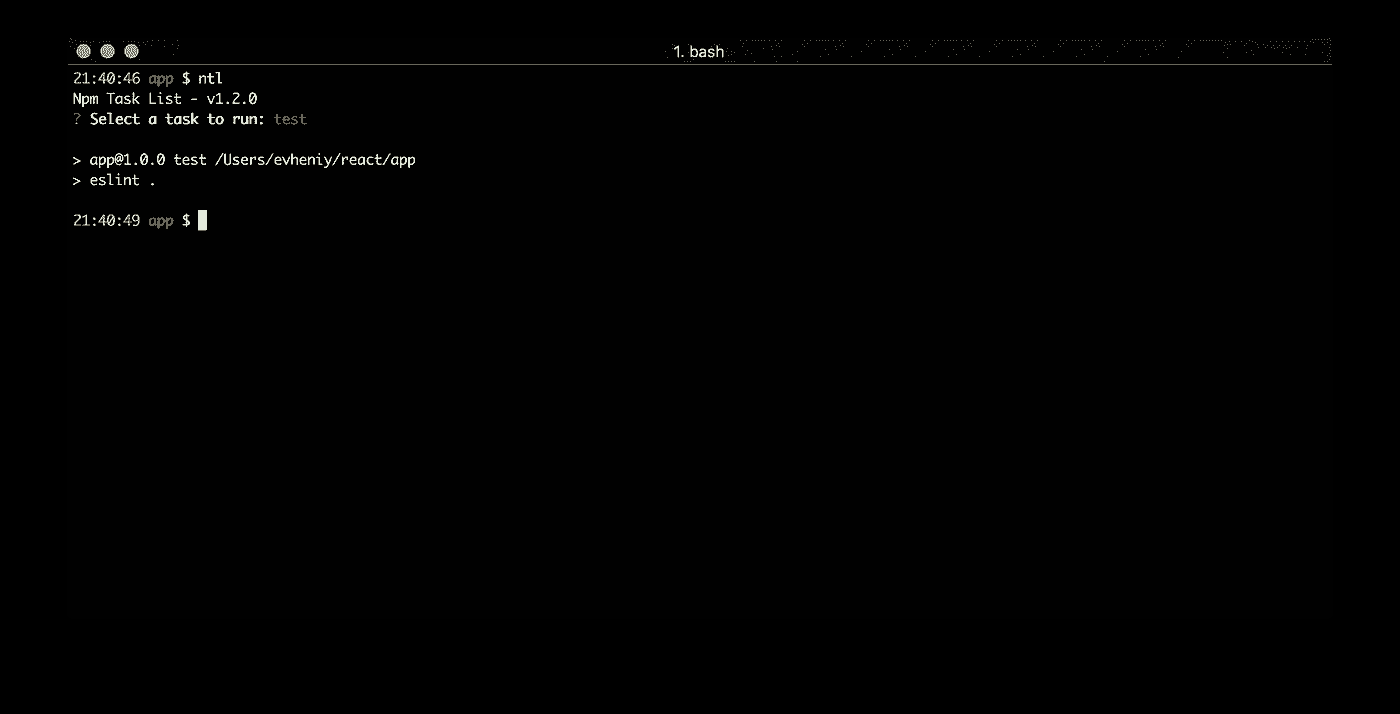 1. bash
21:40:46 app $ ntl
Npm Task List - v1.2.0
? Select a task to run: test
> app@1.0.0 test /Users/evheniy/react/app
> eslint .
21:40:49 app $